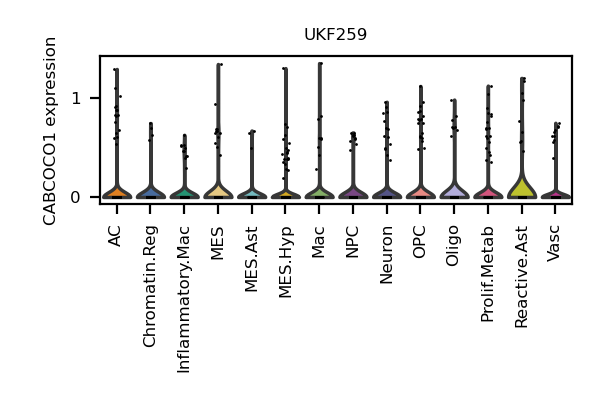 UKF259
CABCOCO1 expression
1
0
AC
Chromatin.Reg
Inflammatory.Mac
MES
MES.Ast
MES.Hyp
Mac
NPC
Neuron
OPC
Oligo
Prolif.Metab
Reactive.Ast
Vasc